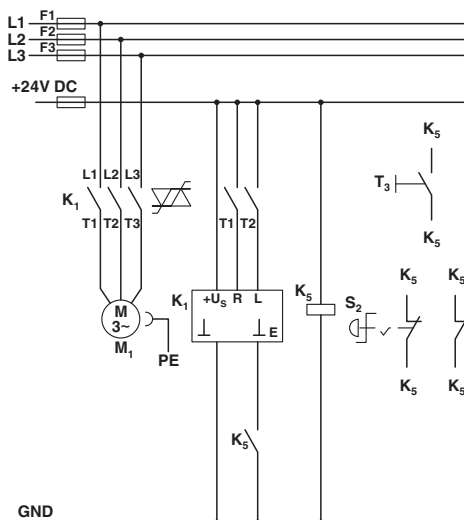 L1 F1
L2 F2
L3 F3
+24V DC
K5
L1 L2 L3
T3
K1
T1 T2 T3
T1 T2
K5
M
3~
M1
PE
K1
+US R L
E
K5
S2
K5 K5
K5 K5
K5
GND